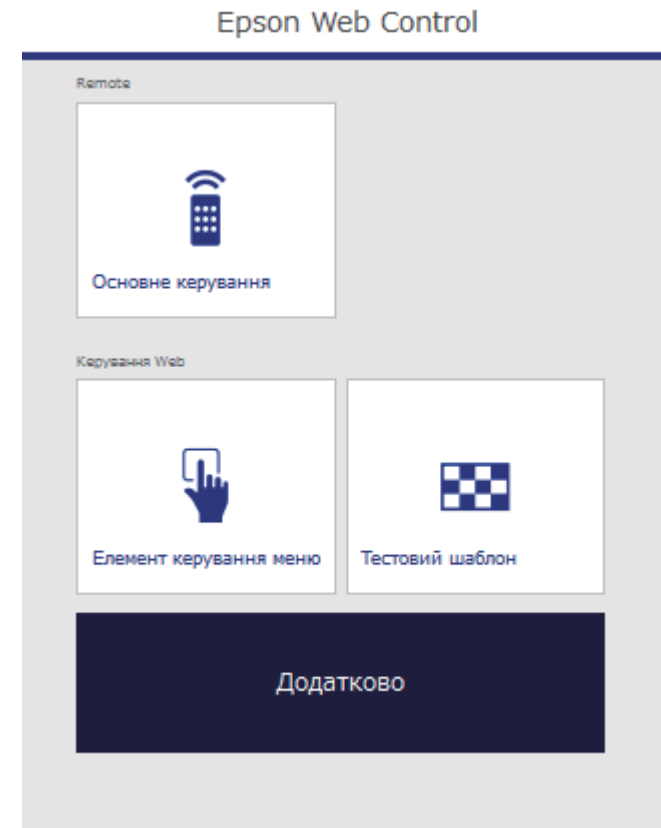 Epson Web Control
Remote
Основне керування
Керування Web
Елемент керування меню
Тестовий шаблон
Додатково